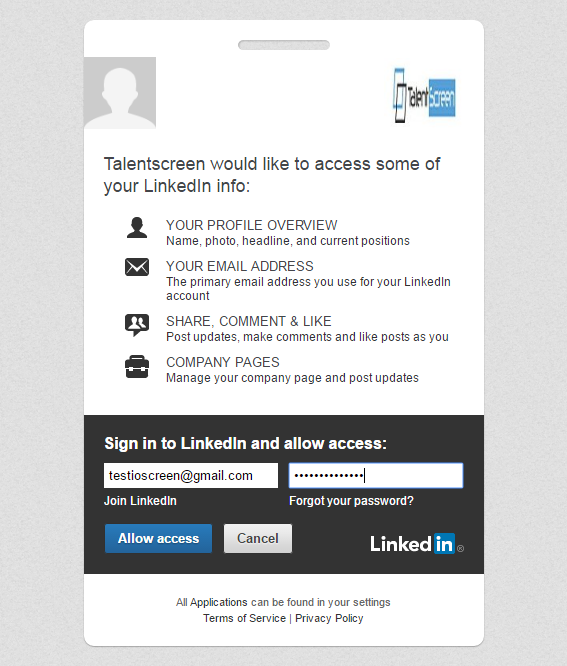 TalentScreen
Talentscreen would like to access some of
your LinkedIn info:
YOUR PROFILE OVERVIEW
Name, photo, headline, and current positions
YOUR EMAIL ADDRESS
The primary email address you use for your LinkedIn
account
SHARE, COMMENT & LIKE
Post updates, make comments and like posts as you
COMPANY PAGES
Manage your company page and post updates
Sign in to LinkedIn and allow access:
testioscreen@gmail.com ••••••••••••••
Join LinkedIn Forgot your password?
Allow access Cancel Linked in ®
All Applications can be found in your settings
Terms of Service | Privacy Policy